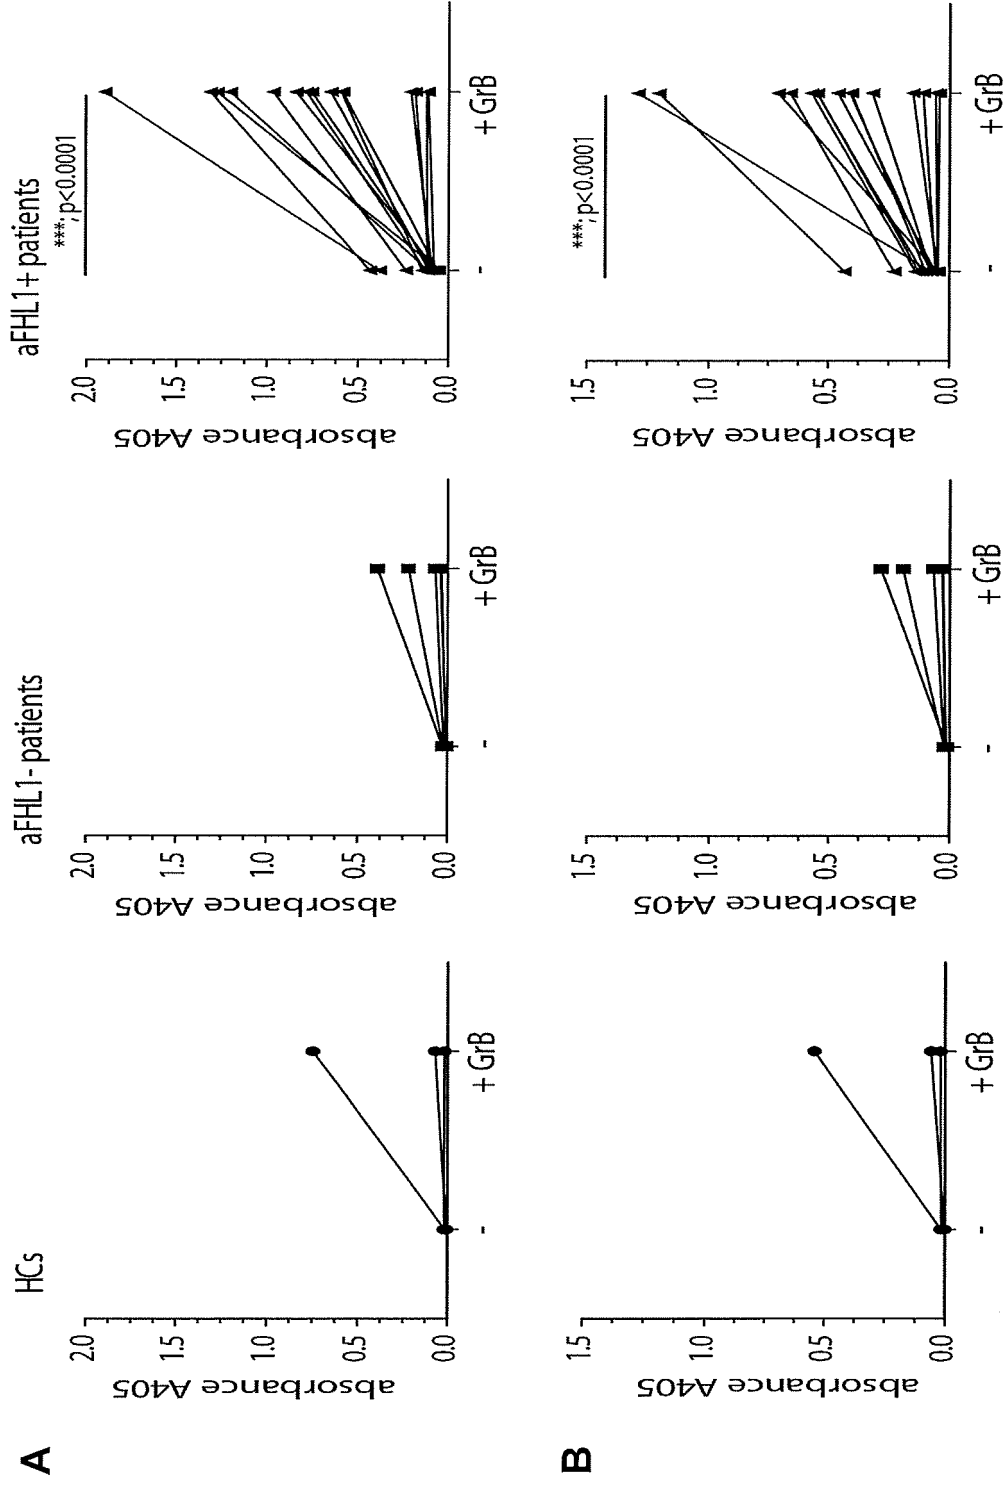 A
HCs
aFHL1- patients
aFHL1+ patients
absorbance A405
2.0
1.5
1.0
0.5
0.0
-
+ GrB
absorbance A405
2.0
1.5
1.0
0.5
0.0
-
+ GrB
absorbance A405
2.0
1.5
1.0
0.5
0.0
***; p<0.0001
-
+ GrB
B
absorbance A405
1.5
1.0
0.5
0.0
-
+ GrB
absorbance A405
1.5
1.0
0.5
0.0
-
+ GrB
absorbance A405
1.5
1.0
0.5
0.0
***; p<0.0001
-
+ GrB